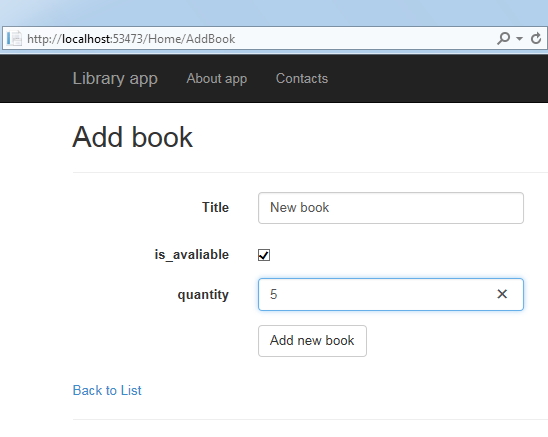 http://localhost:53473/Home/AddBook
Library app About app Contacts
Add book
Title New book
is_avaliable
quantity 5
Add new book
Back to List